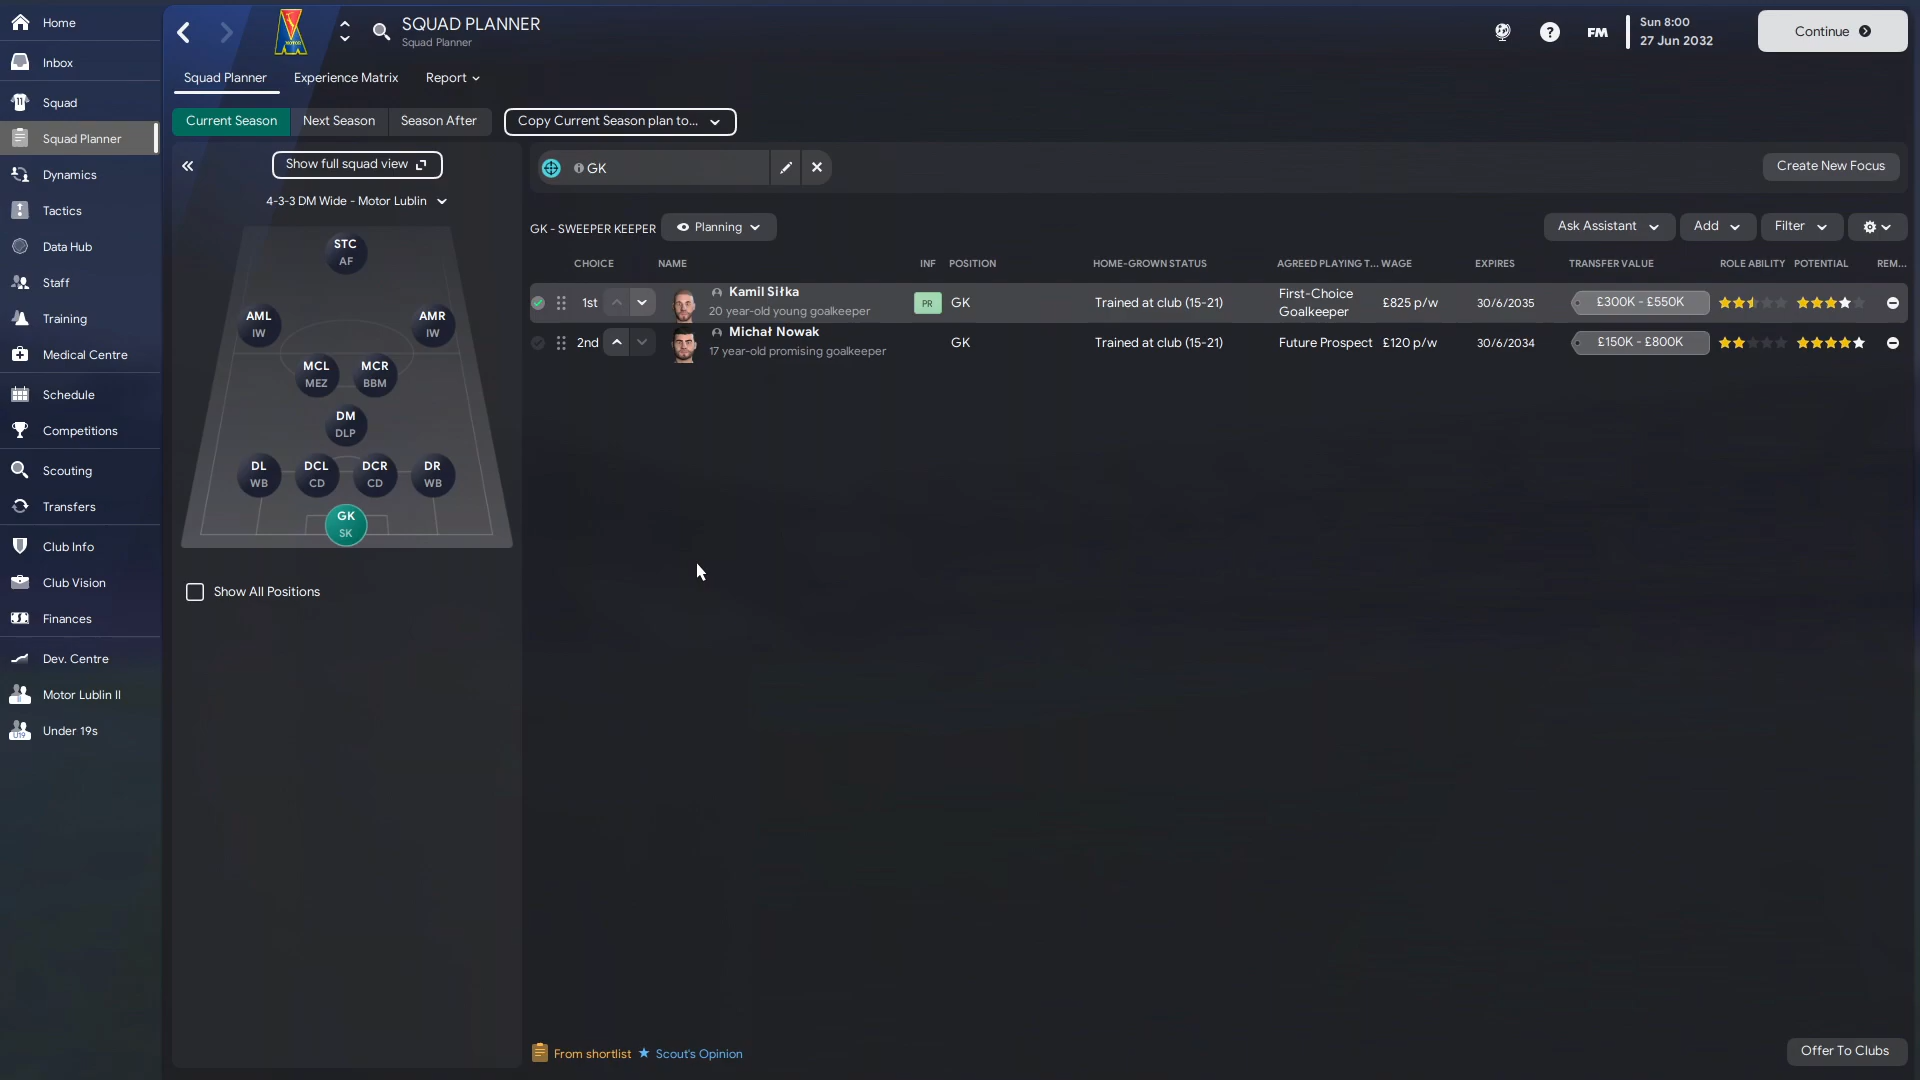 Home
Inbox
Squad
Squad Planner
Dynamics
Tactics
Data Hub
Staff
Training
Medical Centre
Schedule
Competitions
Scouting
Transfers
Club Info
Club Vision
Finances
Dev. Centre
Motor Lublin II
Under 19s
SQUAD PLANNER
Squad Planner
FM
Sun 8:00
27 Jun 2032
Continue
Squad Planner
Experience Matrix
Report
Current Season
Next Season
Season After
Copy Current Season plan to...
Show full squad view
4-3-3 DM Wide - Motor Lublin
STC
AF
AML
IW
AMR
IW
MCL
MEZ
MCR
BBM
DM
DLP
DL
WB
DCL
CD
DCR
CD
DR
WB
GK
SK
Show All Positions
GK
Create New Focus
GK - SWEEPER KEEPER
Planning
Ask Assistant
Add
Filter
CHOICE NAME INF POSITION HOME-GROWN STATUS AGREED PLAYING T... WAGE EXPIRES TRANSFER VALUE ROLE ABILITY POTENTIAL REM...
1st Kamil Siłka PR GK Trained at club (15-21) First-Choice Goalkeeper £825 p/w 30/6/2035 £300K - £550K
20 year-old young goalkeeper
2nd Michał Nowak GK Trained at club (15-21) Future Prospect £120 p/w 30/6/2034 £150K - £800K
17 year-old promising goalkeeper
From shortlist
Scout's Opinion
Offer To Clubs